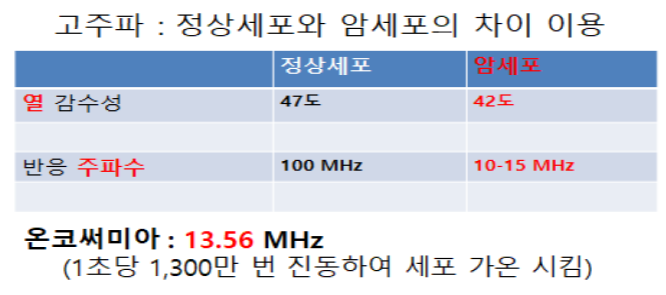 고주파 : 정상세포와 암세포의 차이 이용
정상세포 암세포
열 감수성 47도 42도
반응 주파수 100 MHz 10-15 MHz
온코써미아 : 13.56 MHz
(1초당 1,300만 번 진동하여 세포 가온 시킴)